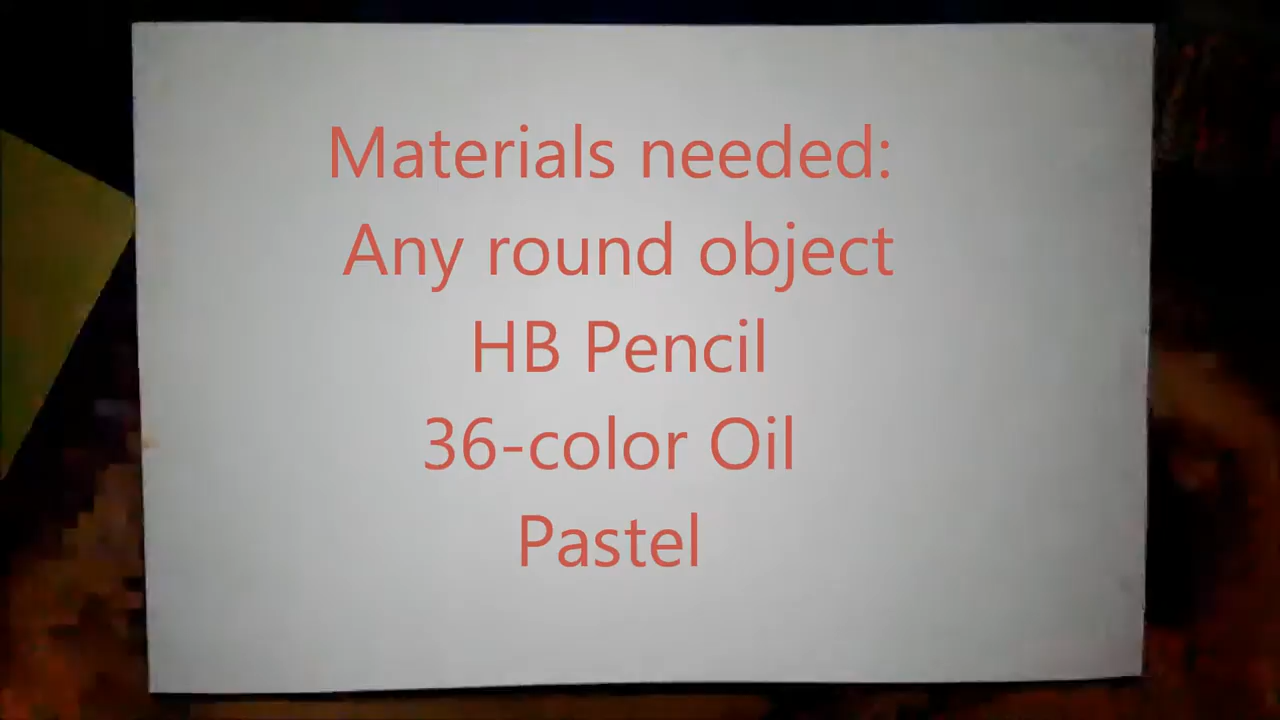 Materials needed:
Any round object
HB Pencil
36-color Oil
Pastel